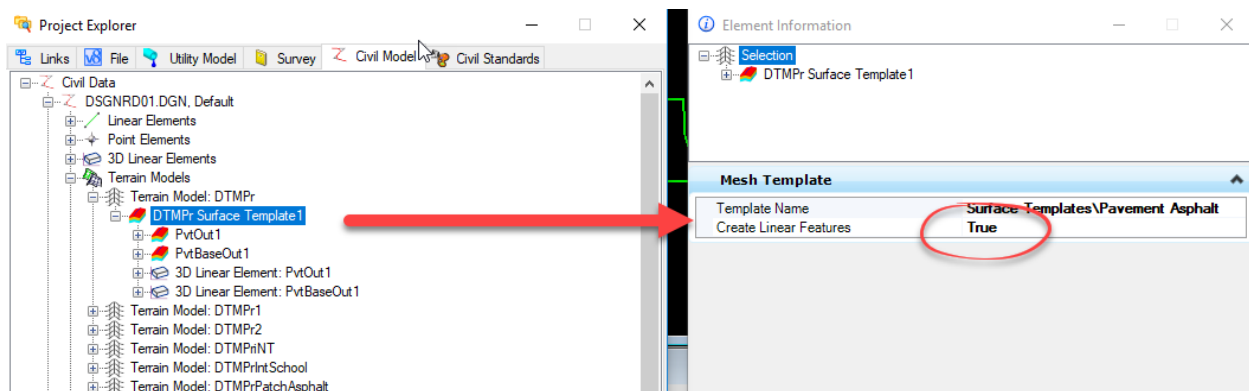 Project Explorer
Links File Utility Model Survey Civil Model Civil Standards
Civil Data
DSGNRD01.DGN, Default
Linear Elements
Point Elements
3D Linear Elements
Terrain Models
Terrain Model: DTMPr
DTMPr Surface Template1
PvtOut1
PvtBaseOut1
3D Linear Element: PvtOut1
3D Linear Element: PvtBaseOut1
Terrain Model: DTMPr1
Terrain Model: DTMPr2
Terrain Model: DTMPriNT
Terrain Model: DTMPrIntSchool
Terrain Model: DTMPrPatchAsphalt
Element Information
Selection
DTMPr Surface Template1
Mesh Template
Template Name Surface Templates\Pavement Asphalt
Create Linear Features True